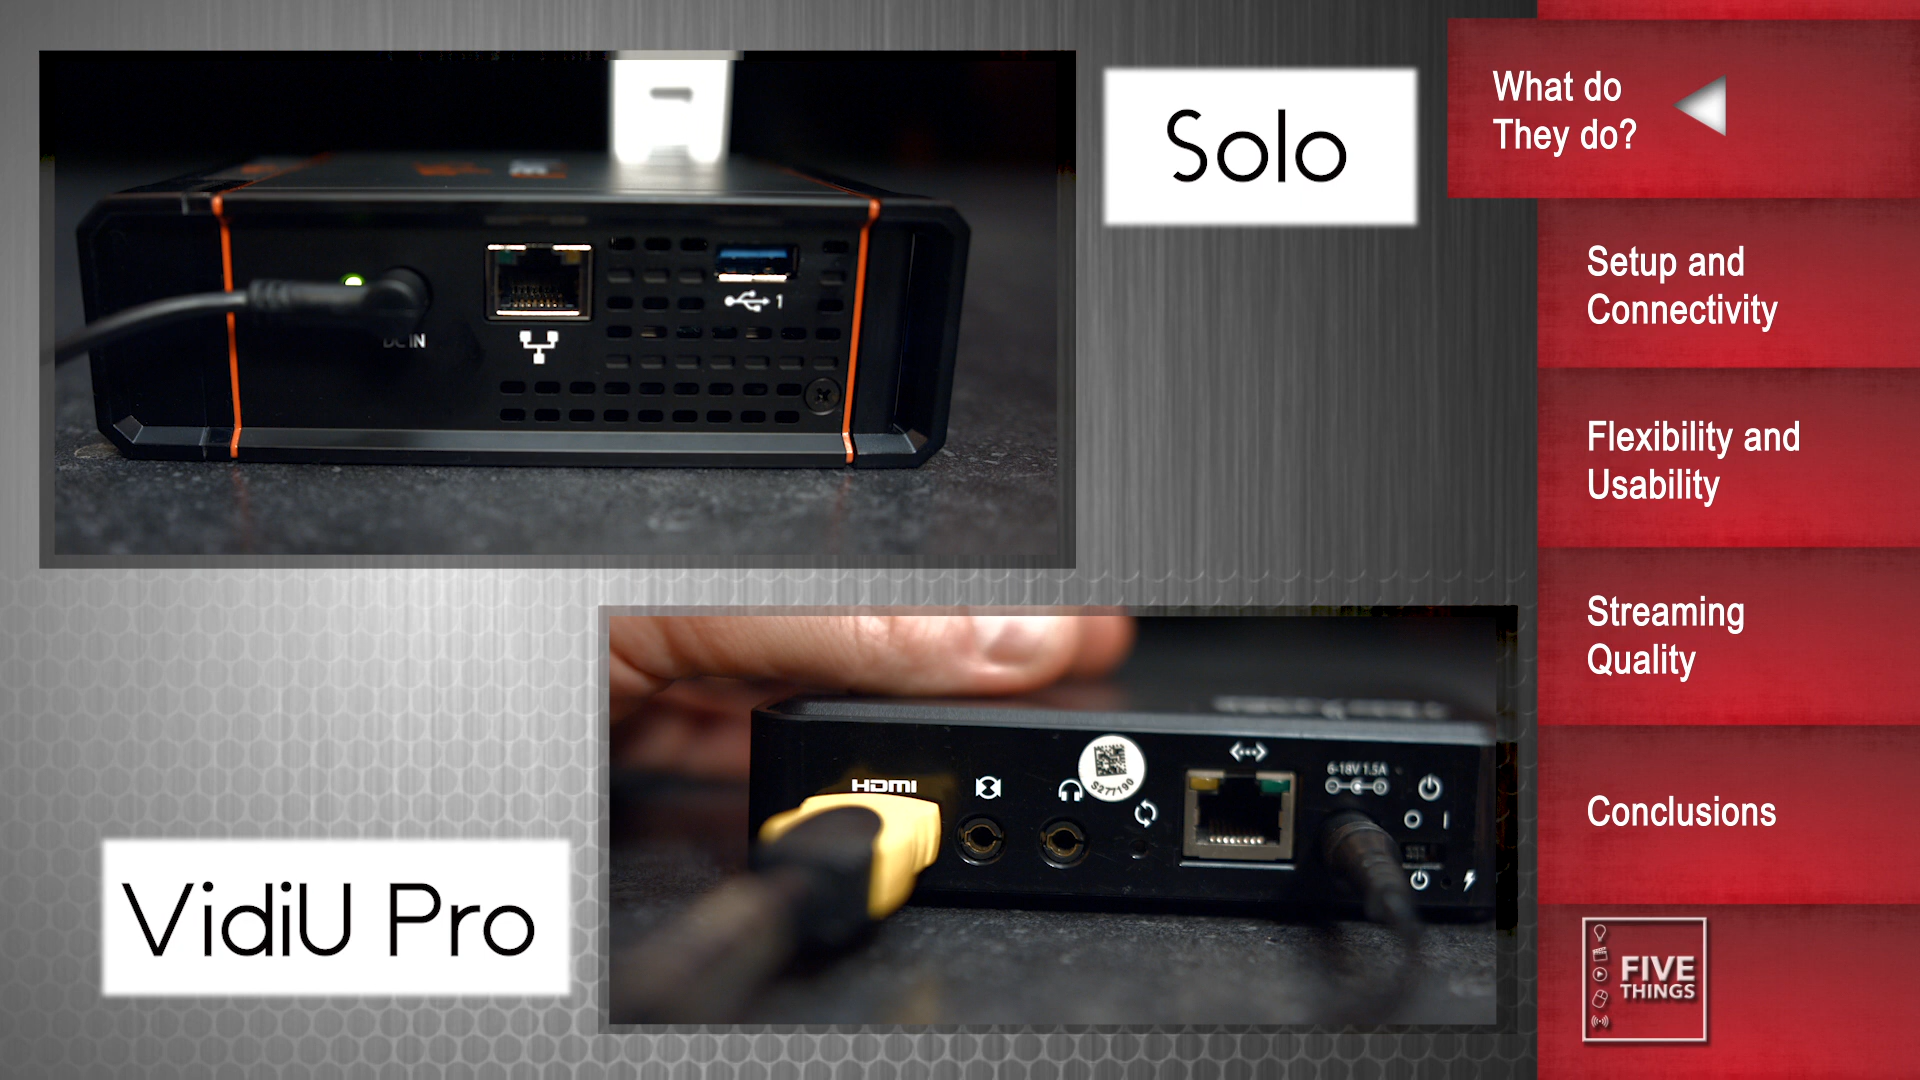 Solo
DC IN
1
VidiU Pro
HDMI
S277190
6-18V 1.5A
What do
They do?
Setup and
Connectivity
Flexibility and
Usability
Streaming
Quality
Conclusions
FIVE
THINGS